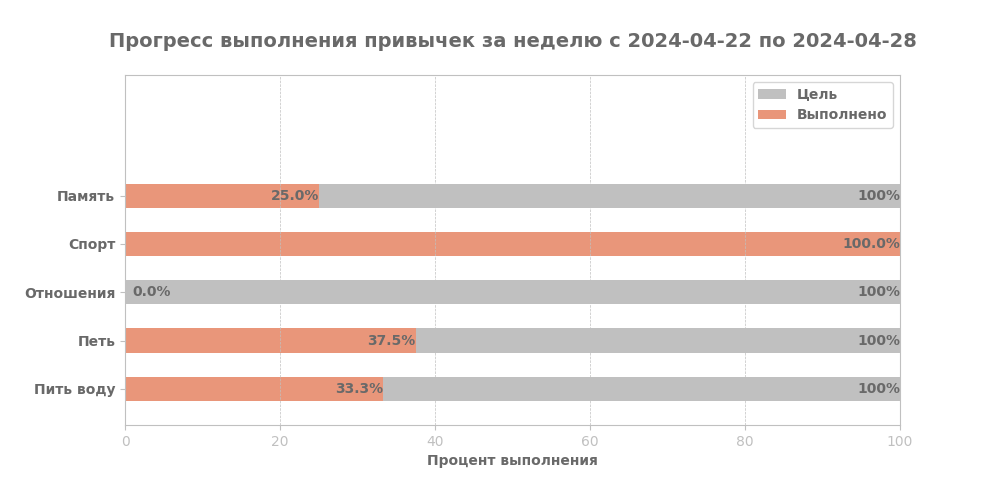 Прогресс выполнения привычек за неделю с 2024-04-22 по 2024-04-28
Цель
Выполнено
Память 25.0% 100%
Спорт 100.0%
Отношения 0.0% 100%
Петь 37.5% 100%
Пить воду 33.3% 100%
0 20 40 60 80 100
Процент выполнения